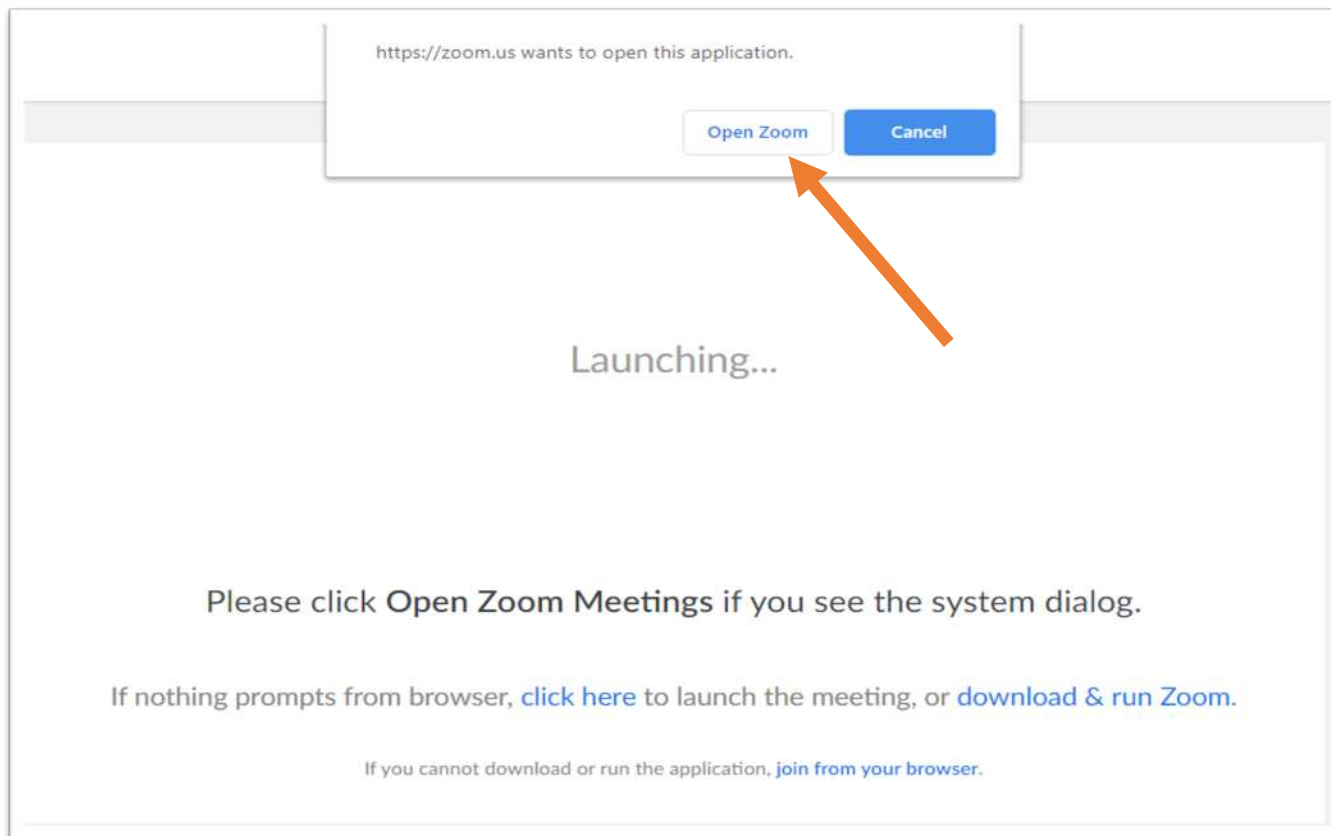 https://zoom.us wants to open this application.
Open Zoom Cancel
Launching...
Please click Open Zoom Meetings if you see the system dialog.
If nothing prompts from browser, click here to launch the meeting, or download & run Zoom.
If you cannot download or run the application, join from your browser.